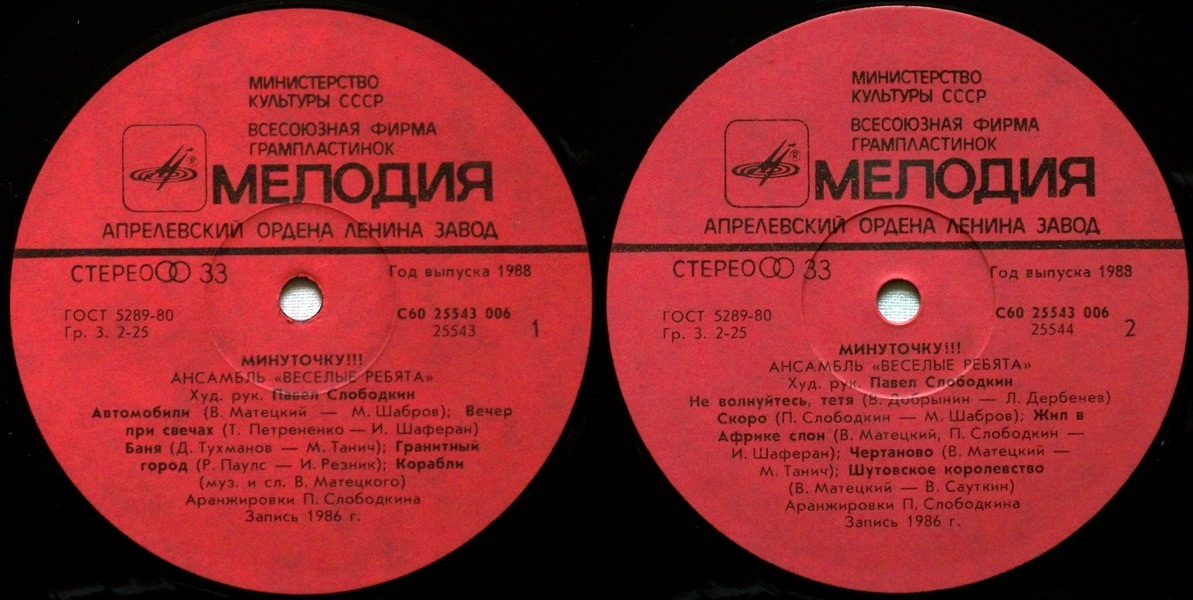 МИНИСТЕРСТВО
КУЛЬТУРЫ СССР
ВСЕСОЮЗНАЯ ФИРМА
ГРАМПЛАСТИНОК
®
МЕЛОДИЯ
АПРЕЛЕВСКИЙ ОРДЕНА ЛЕНИНА ЗАВОД
СТЕРЕО 33 Год выпуска 1988
ГОСТ 5289-80 С60 25543 006
Гр. 3. 2-25 25543 1
МИНУТОЧКУ!!!
АНСАМБЛЬ «ВЕСЕЛЫЕ РЕБЯТА»
Худ. рук. Павел Слободкин
Автомобили (В. Матецкий — М. Шабров); Вечер
при свечах (Т. Петрененко — И. Шаферан)
Баня (Д. Тухманов — М. Танич); Гранитный
город (Р. Паулс — И. Резник); Корабли
(муз. и сл. В. Матецкого)
Аранжировки П. Слободкина
Запись 1986 г.
МИНИСТЕРСТВО
КУЛЬТУРЫ СССР
ВСЕСОЮЗНАЯ ФИРМА
ГРАМПЛАСТИНОК
®
МЕЛОДИЯ
АПРЕЛЕВСКИЙ ОРДЕНА ЛЕНИНА ЗАВОД
СТЕРЕО 33 Год выпуска 1988
ГОСТ 5289-80 С60 25543 006
Гр. 3. 2-25 25544 2
МИНУТОЧКУ!!!
АНСАМБЛЬ «ВЕСЕЛЫЕ РЕБЯТА»
Худ. рук. Павел Слободкин
Не волнуйтесь, тетя (В. Добрынин — Л. Дербенев)
Скоро (П. Слободкин — М. Шабров); Жил в
Африке слон (В. Матецкий, П. Слободкин —
И. Шаферан); Чертаново (В. Матецкий —
М. Танич); Шутовское королевство
(В. Матецкий — В. Сауткин)
Аранжировки П. Слободкина
Запись 1986 г.